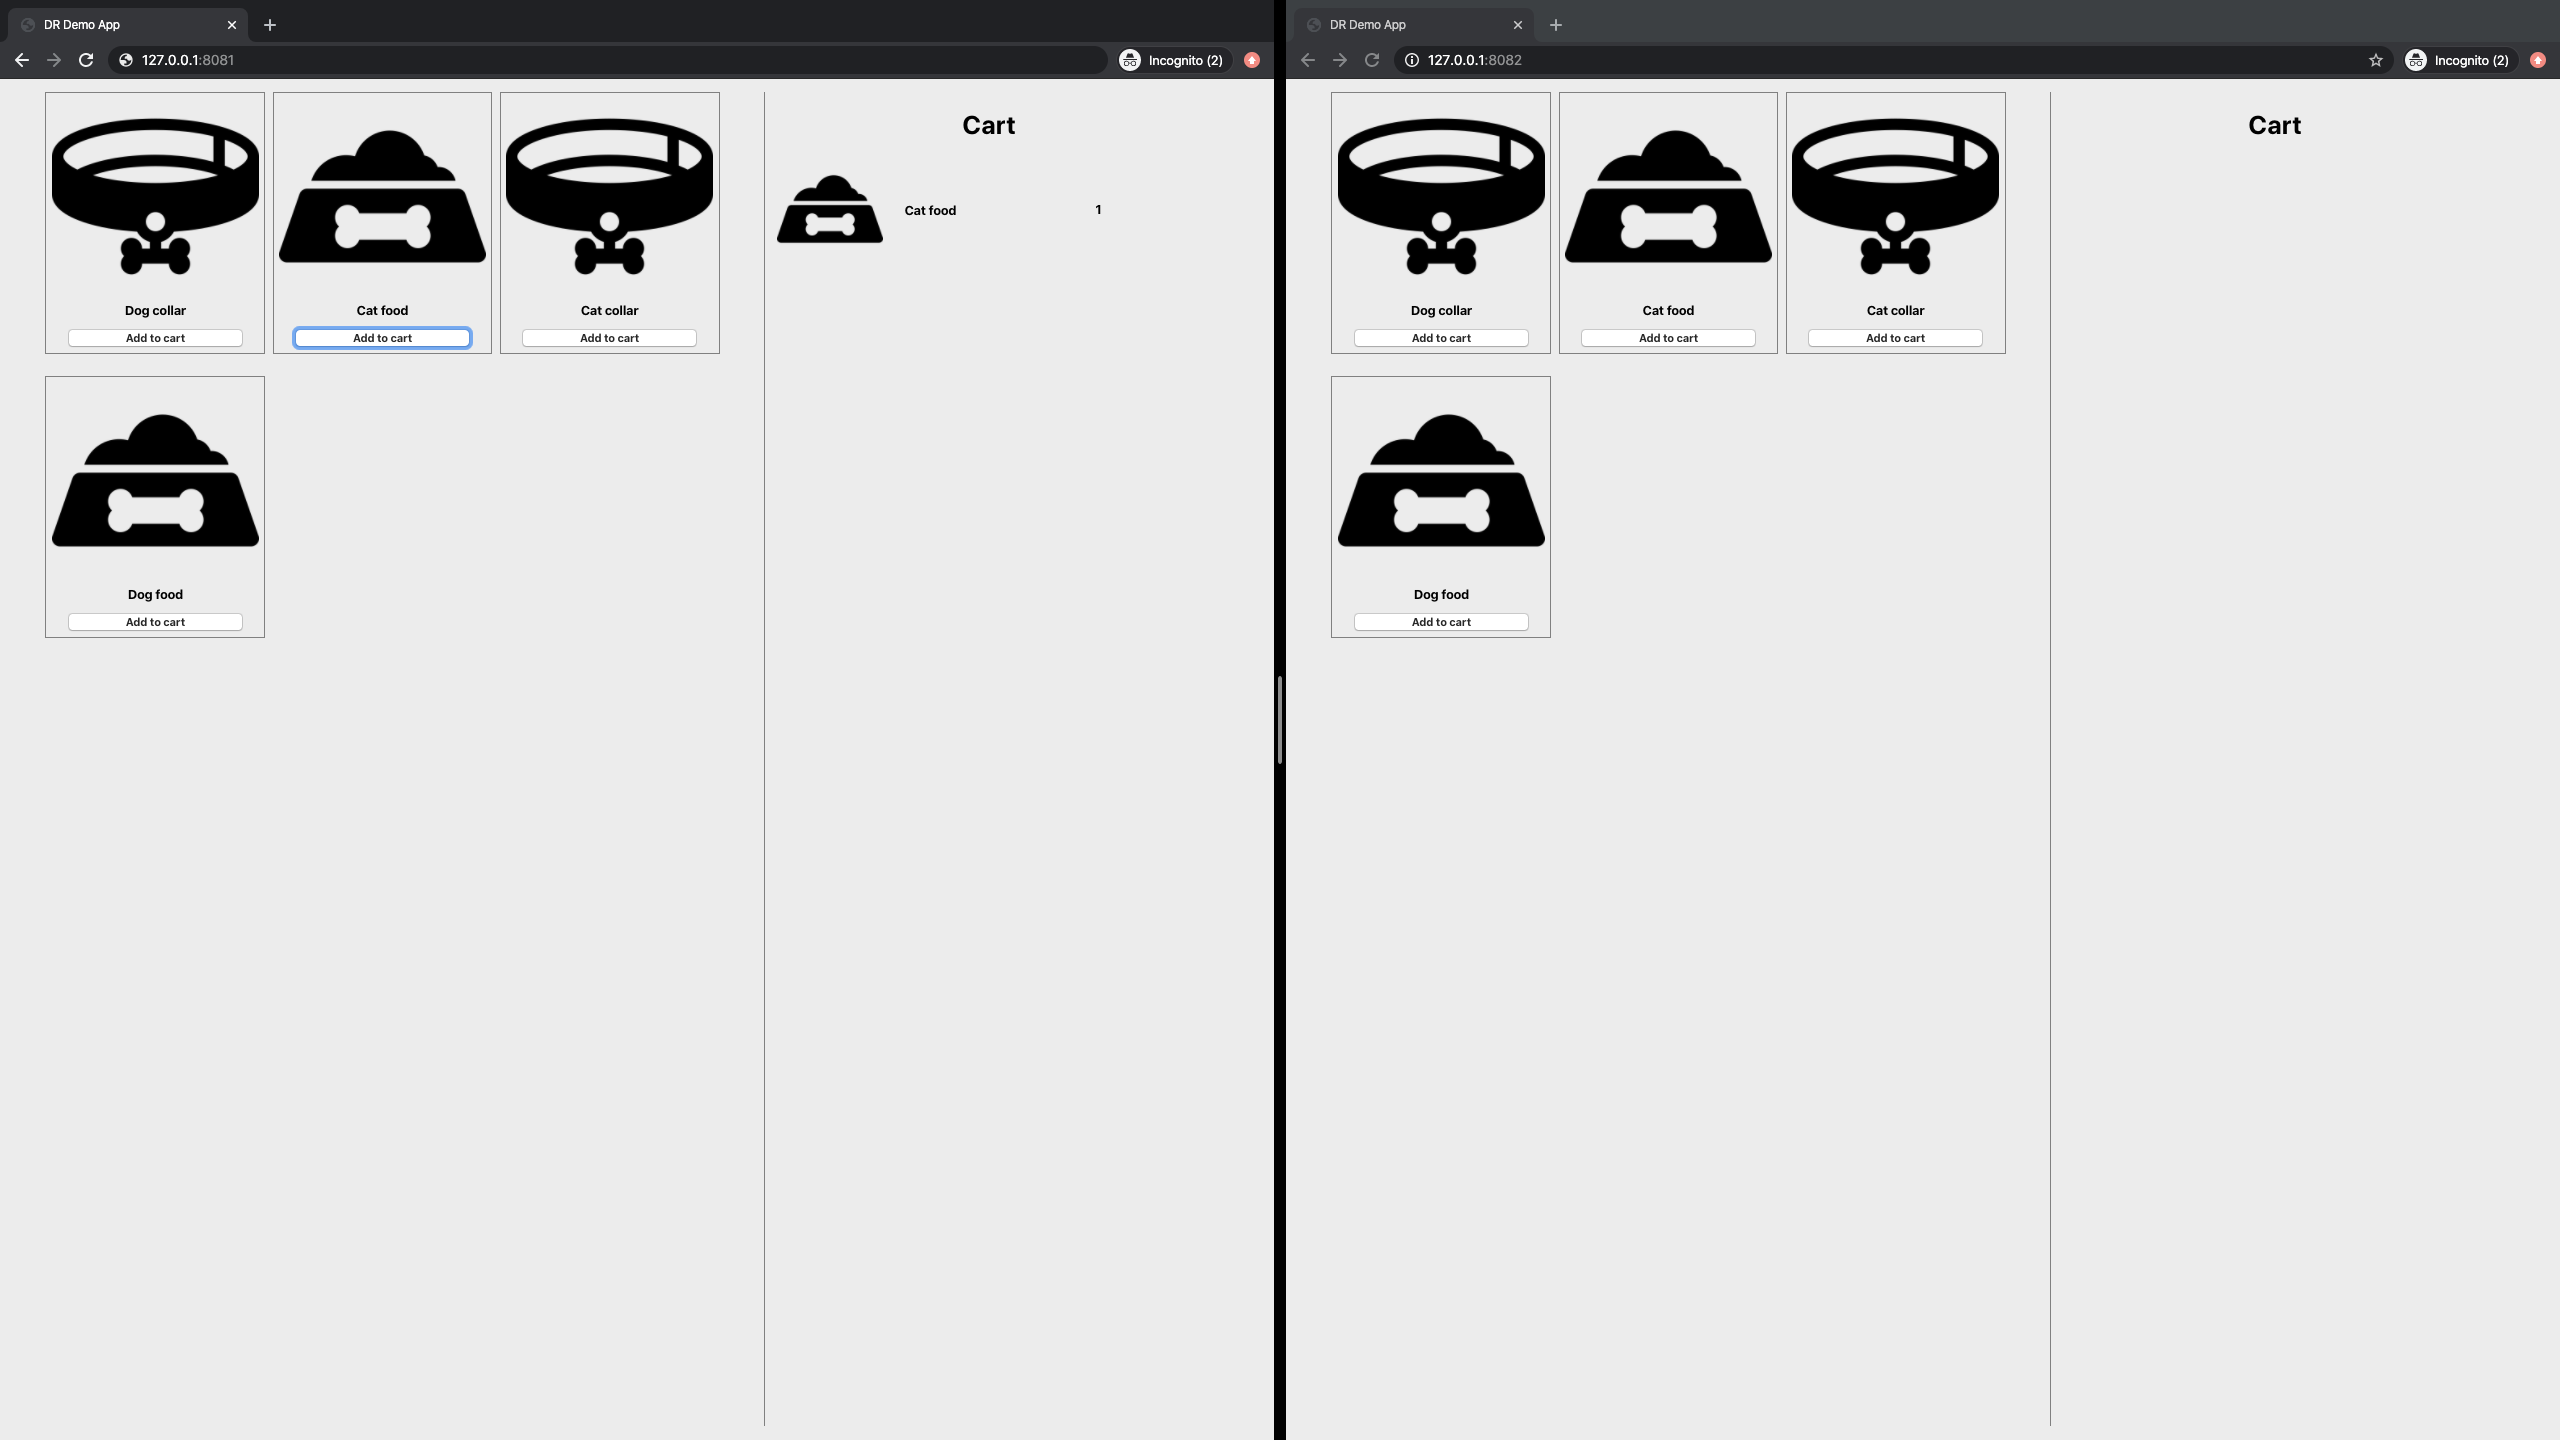 DR Demo App
127.0.0.1:8081
Incognito (2)
Dog collar
Add to cart
Cat food
Add to cart
Cat collar
Add to cart
Dog food
Add to cart
Cart
Cat food 1
DR Demo App
127.0.0.1:8082
Incognito (2)
Dog collar
Add to cart
Cat food
Add to cart
Cat collar
Add to cart
Dog food
Add to cart
Cart